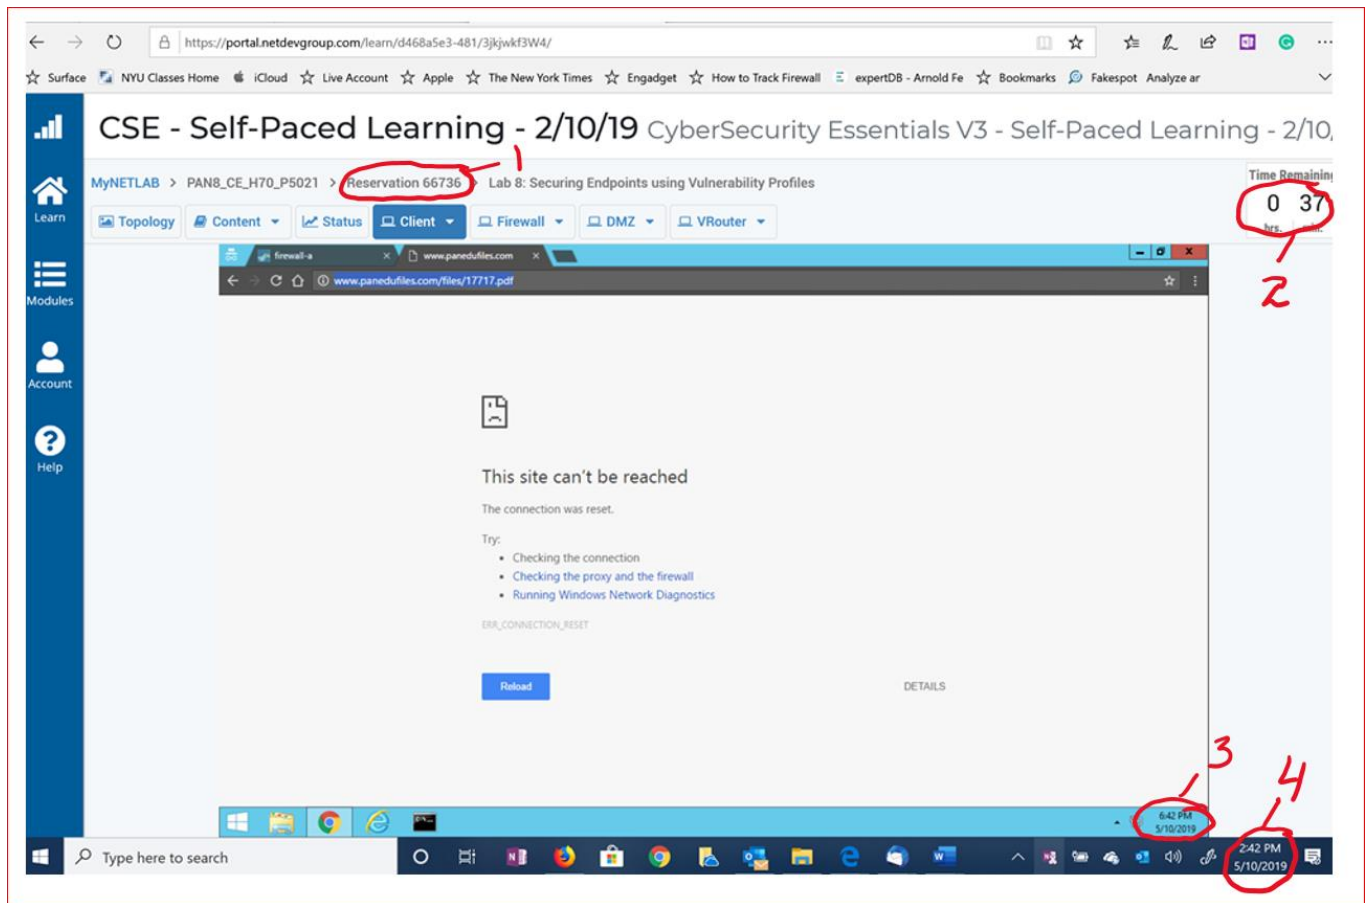 https://portal.netdevgroup.com/learn/d468a5e3-481/3jkjwkf3W4/
Surface NYU Classes Home iCloud Live Account Apple The New York Times Engadget How to Track Firewall expertDB - Arnold Fe Bookmarks Fakespot Analyze ar
CSE - Self-Paced Learning - 2/10/19 CyberSecurity Essentials V3 - Self-Paced Learning - 2/10/
1
MyNETLAB > PAN8_CE_H70_P5021 > Reservation 66736 > Lab 8: Securing Endpoints using Vulnerability Profiles
Time Remaining
0 37
hrs. min.
2
Learn
Topology Content Status Client Firewall DMZ VRouter
firewall-a www.panedufiles.com
www.panedufiles.com/files/17717.pdf
Modules
Account
Help
This site can't be reached
The connection was reset.
Try:
• Checking the connection
• Checking the proxy and the firewall
• Running Windows Network Diagnostics
ERR_CONNECTION_RESET
Reload DETAILS
3
4
6:42 PM
5/10/2019
Type here to search
2:42 PM
5/10/2019